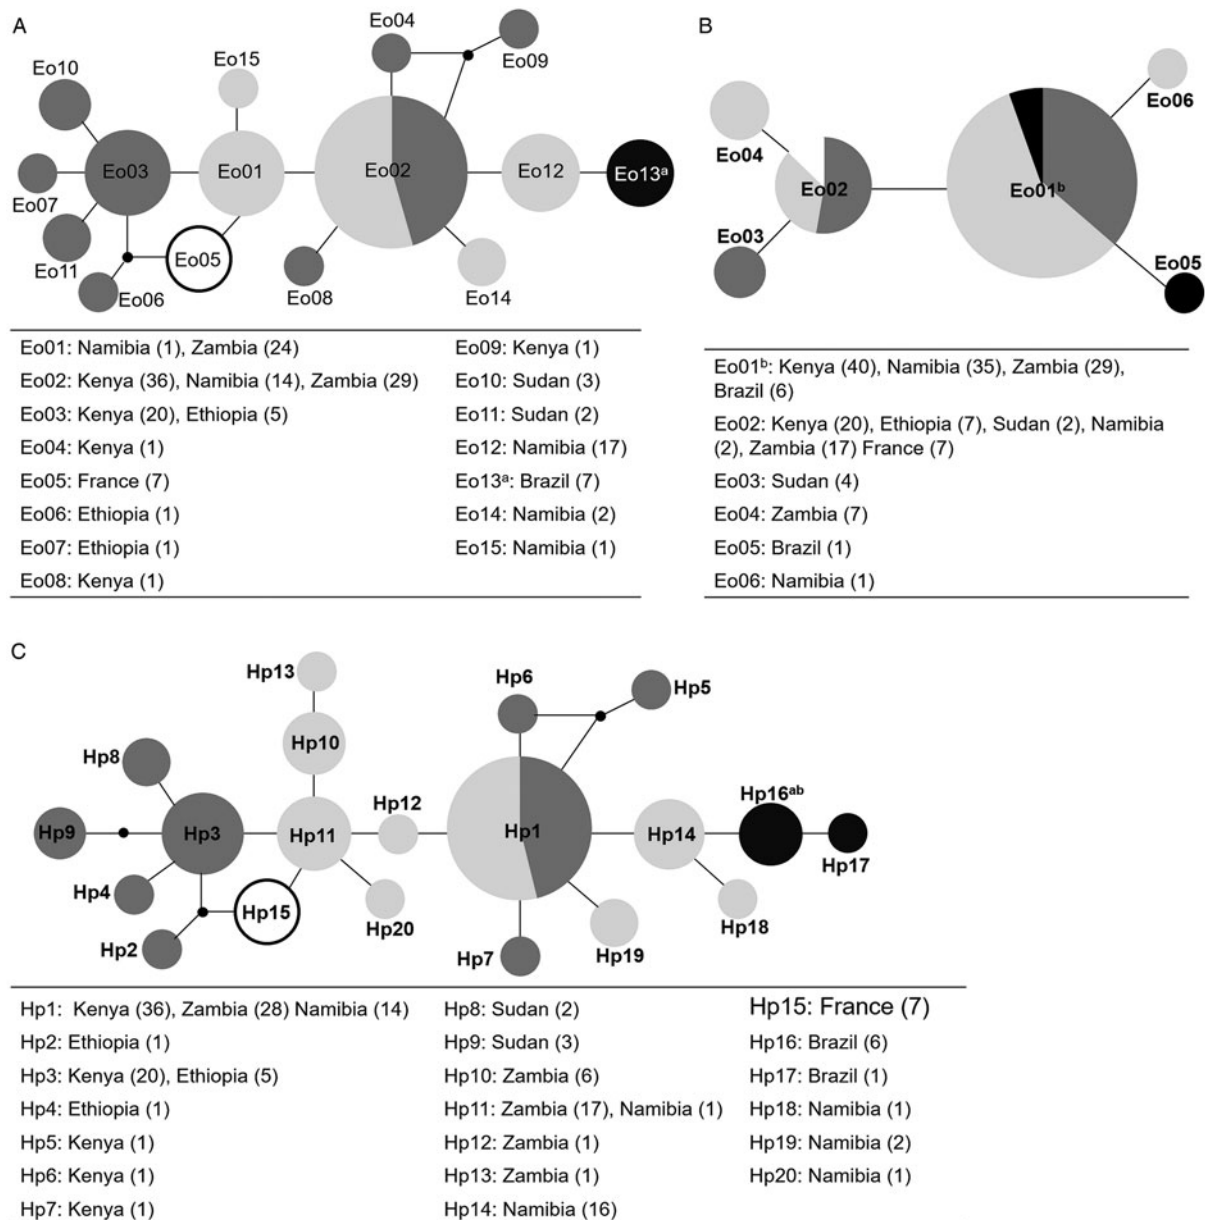 A
Eo04
Eo09
Eo10
Eo15
Eo03
Eo01
Eo02
Eo12
Eo13ᵃ
Eo07
Eo11
Eo05
Eo06
Eo08
Eo14
Eo01: Namibia (1), Zambia (24)
Eo02: Kenya (36), Namibia (14), Zambia (29)
Eo03: Kenya (20), Ethiopia (5)
Eo04: Kenya (1)
Eo05: France (7)
Eo06: Ethiopia (1)
Eo07: Ethiopia (1)
Eo08: Kenya (1)
Eo09: Kenya (1)
Eo10: Sudan (3)
Eo11: Sudan (2)
Eo12: Namibia (17)
Eo13ᵃ: Brazil (7)
Eo14: Namibia (2)
Eo15: Namibia (1)
B
Eo06
Eo04
Eo02
Eo01ᵇ
Eo03
Eo05
Eo01ᵇ: Kenya (40), Namibia (35), Zambia (29),
Brazil (6)
Eo02: Kenya (20), Ethiopia (7), Sudan (2), Namibia
(2), Zambia (17) France (7)
Eo03: Sudan (4)
Eo04: Zambia (7)
Eo05: Brazil (1)
Eo06: Namibia (1)
C
Hp13
Hp6
Hp5
Hp8
Hp10
Hp9
Hp3
Hp11
Hp12
Hp1
Hp14
Hp16ᵃᵇ
Hp17
Hp4
Hp15
Hp2
Hp20
Hp7
Hp19
Hp18
Hp1: Kenya (36), Zambia (28) Namibia (14)
Hp2: Ethiopia (1)
Hp3: Kenya (20), Ethiopia (5)
Hp4: Ethiopia (1)
Hp5: Kenya (1)
Hp6: Kenya (1)
Hp7: Kenya (1)
Hp8: Sudan (2)
Hp9: Sudan (3)
Hp10: Zambia (6)
Hp11: Zambia (17), Namibia (1)
Hp12: Zambia (1)
Hp13: Zambia (1)
Hp14: Namibia (16)
Hp15: France (7)
Hp16: Brazil (6)
Hp17: Brazil (1)
Hp18: Namibia (1)
Hp19: Namibia (2)
Hp20: Namibia (1)